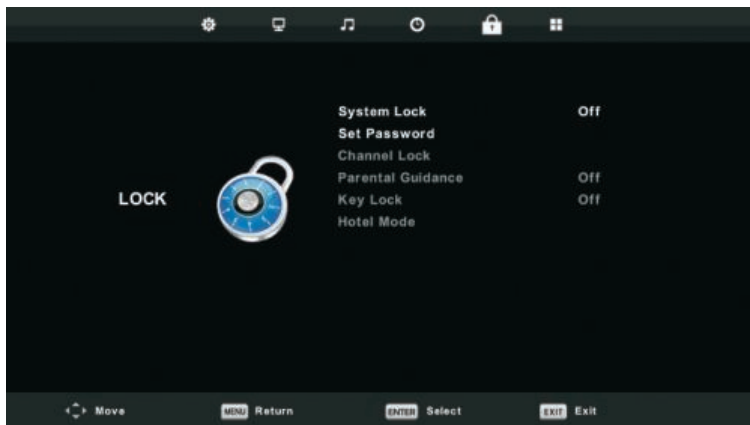 System Lock Off
Set Password
Channel Lock
Parental Guidance Off
LOCK
Key Lock Off
Hotel Mode
Move MENU Return ENTER Select EXIT Exit